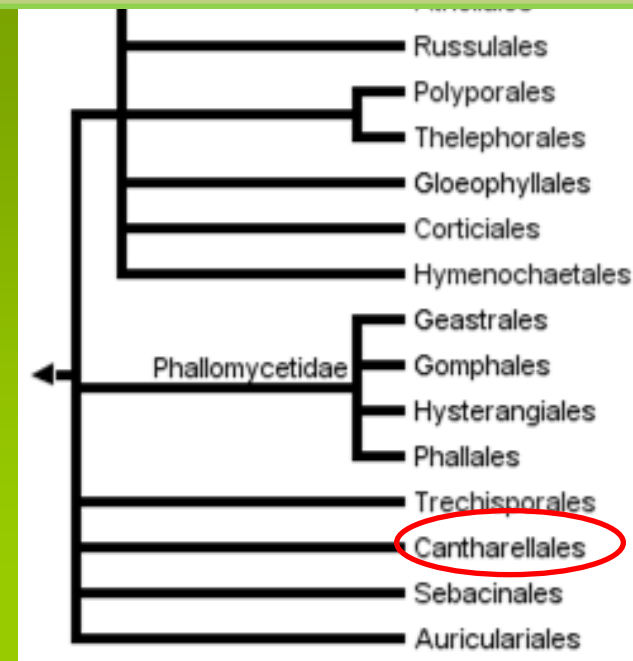 Russulales
Polyporales
Thelephorales
Gloeophyllales
Corticiales
Hymenochaetales
Geastrales
Phallomycetidae
Gomphales
Hysterangiales
Phallales
Trechisporales
Cantharellales
Sebacinales
Auriculariales